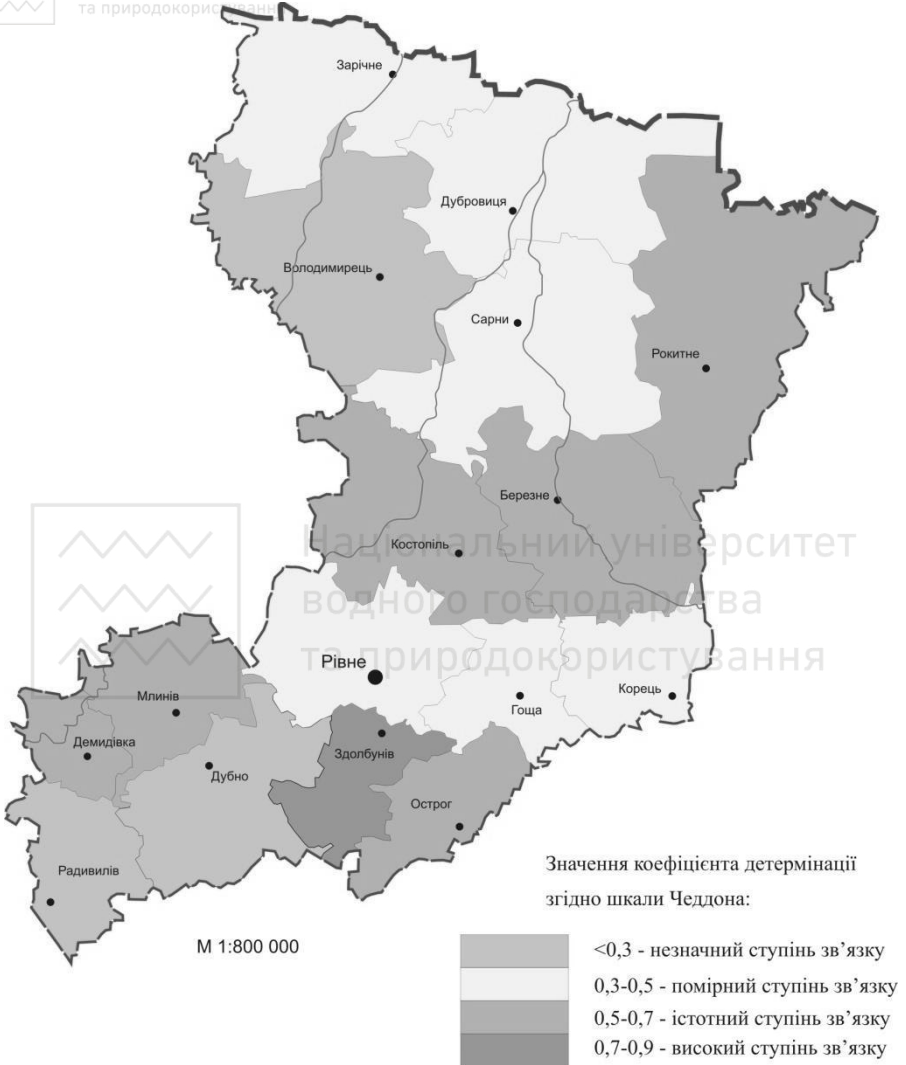 та природокористування
Зарічне
Дубровиця
Володимирець
Сарни
Рокитне
Березне
Костопіль
Національний університет
водного господарства
та природокористування
Рівне
Млинів
Гоща
Корець
Демидівка
Здолбунів
Дубно
Острог
Радивилів
Значення коефіцієнта детермінації
згідно шкали Чеддона:
М 1:800 000
<0,3 - незначний ступінь зв’язку
0,3-0,5 - помірний ступінь зв’язку
0,5-0,7 - істотний ступінь зв’язку
0,7-0,9 - високий ступінь зв’язку